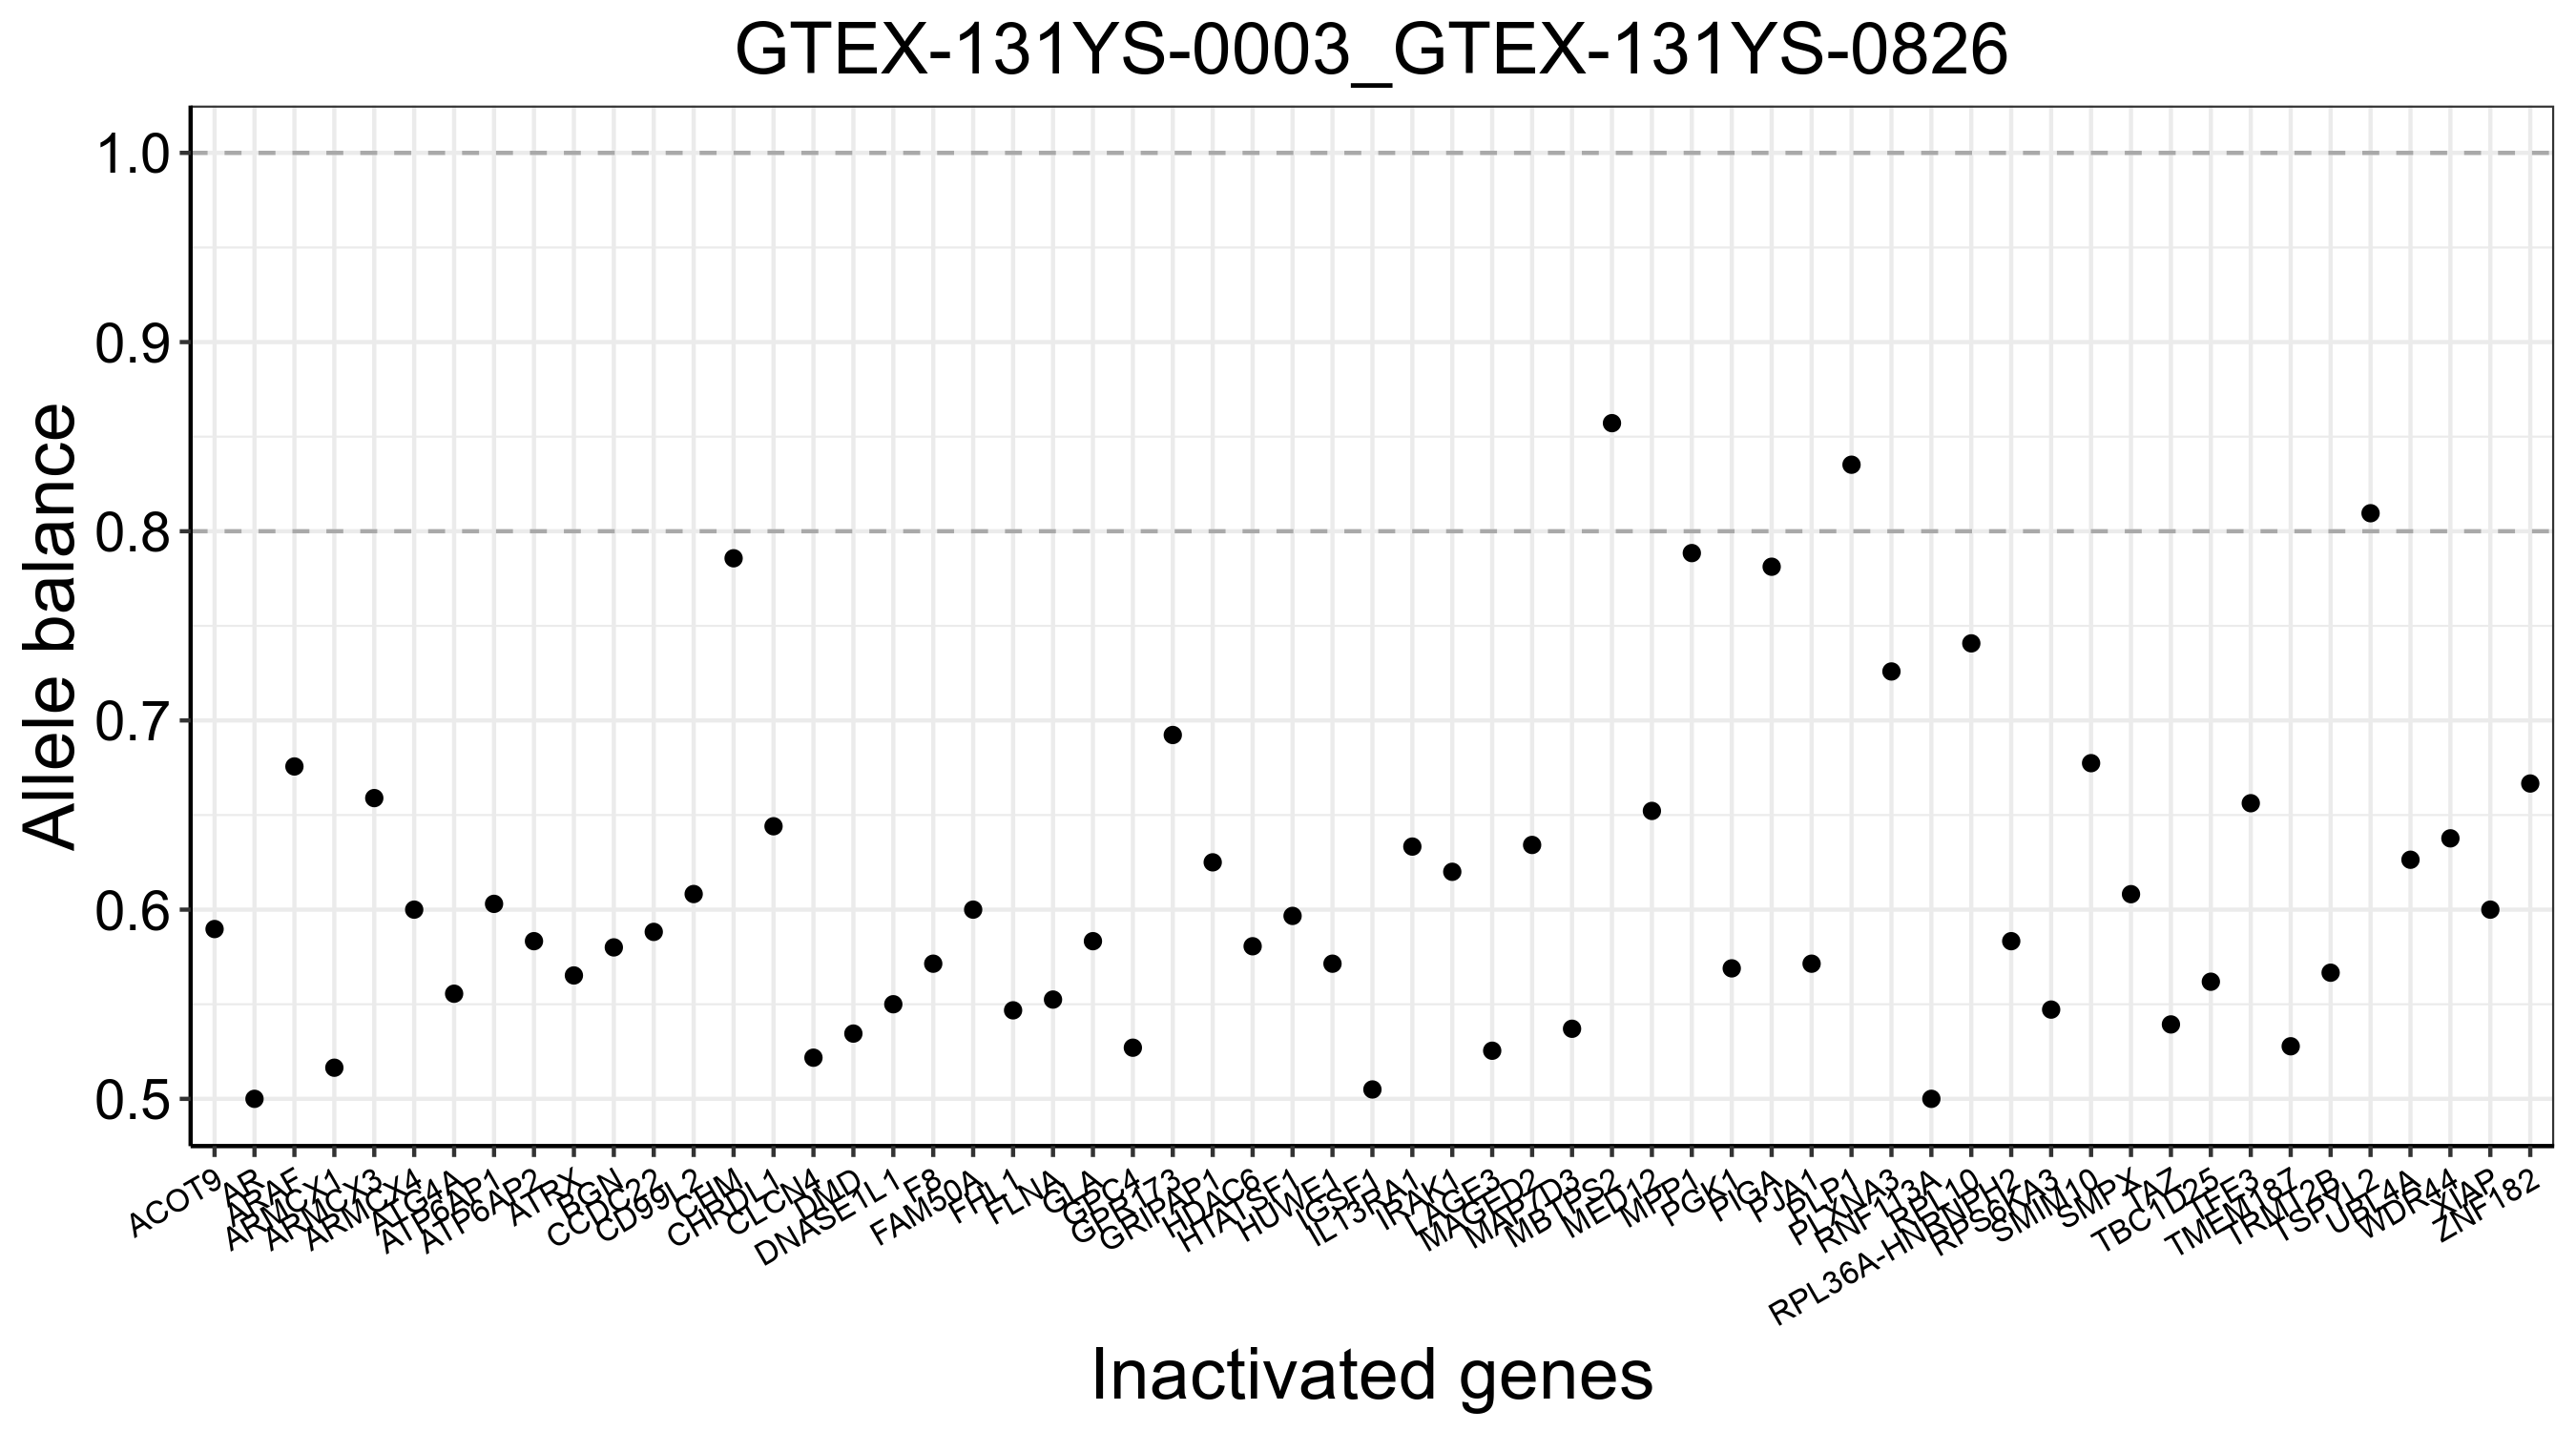 GTEX-131YS-0003_GTEX-131YS-0826
Allele balance
1.0
0.9
0.8
0.7
0.6
0.5
ACOT9
AR
ARAF
ARMCX1
ARMCX3
ARMCX4
ATG4A
ATP6AP1
ATP6AP2
ATRX
BGN
CCDC22
CD99L2
CHM
CHRDL1
CLCN4
DMD
DNASE1L1
F8
FAM50A
FHL1
FLNA
GLA
GPC4
GPR173
GRIPAP1
HDAC6
HTATSF1
HUWE1
IGSF1
IL13RA1
IRAK1
LAGE3
MAGED2
MAP7D3
MBTPS2
MED12
MPP1
PGK1
PIGA
PJA1
PLP1
PLXNA3
RNF113A
RPL10
RPL36A-HNRNPH2
RPS6KA3
SMIM10
SMPX
TAZ
TBC1D25
TFE3
TMEM187
TRMT2B
TSPYL2
UBL4A
WDR44
XIAP
ZNF182
Inactivated genes